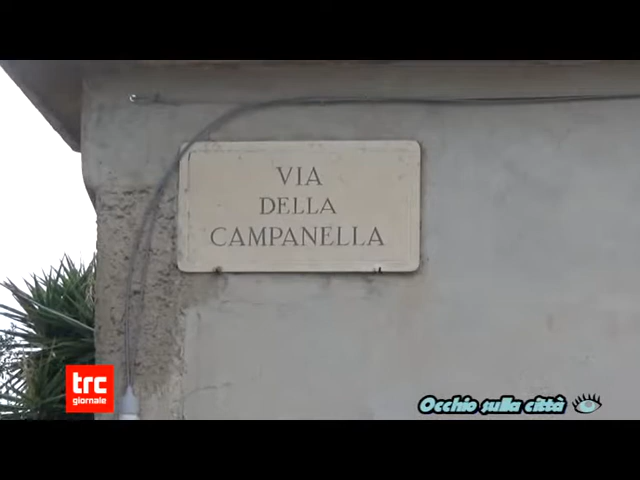 VIA
DELLA
CAMPANELLA
trc
giornale
Occhio sulla città